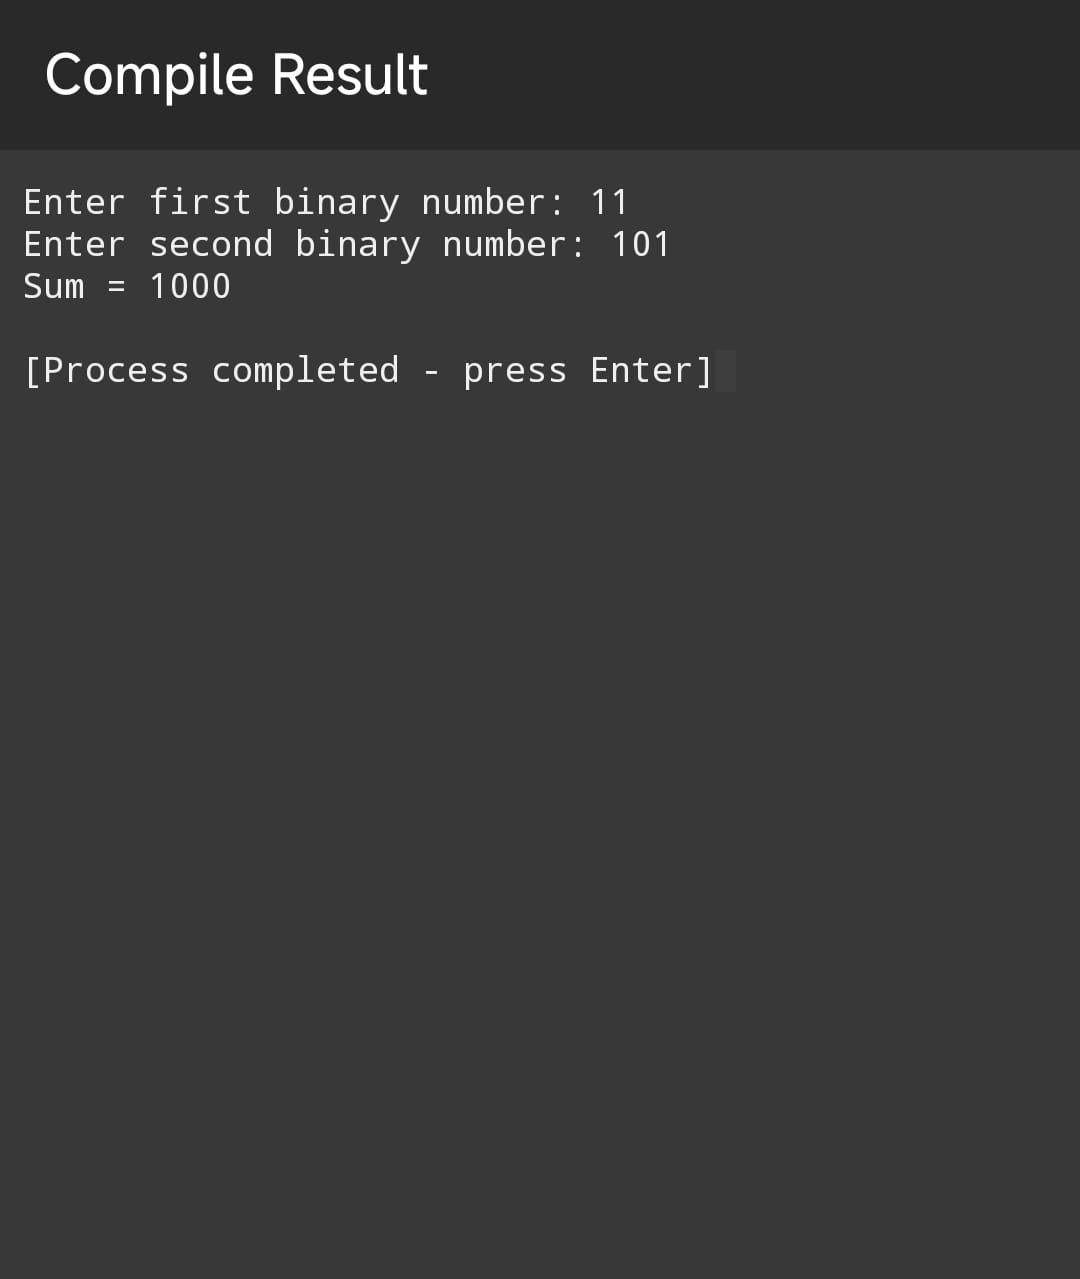 Compile Result
Enter first binary number: 11
Enter second binary number: 101
Sum = 1000
[Process completed - press Enter]